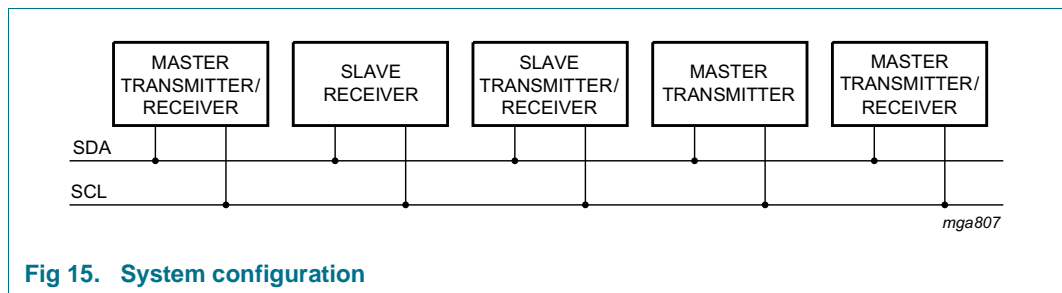 MASTER
TRANSMITTER/
RECEIVER
SLAVE
RECEIVER
SLAVE
TRANSMITTER/
RECEIVER
MASTER
TRANSMITTER
MASTER
TRANSMITTER/
RECEIVER
SDA
SCL
mga807
Fig 15. System configuration